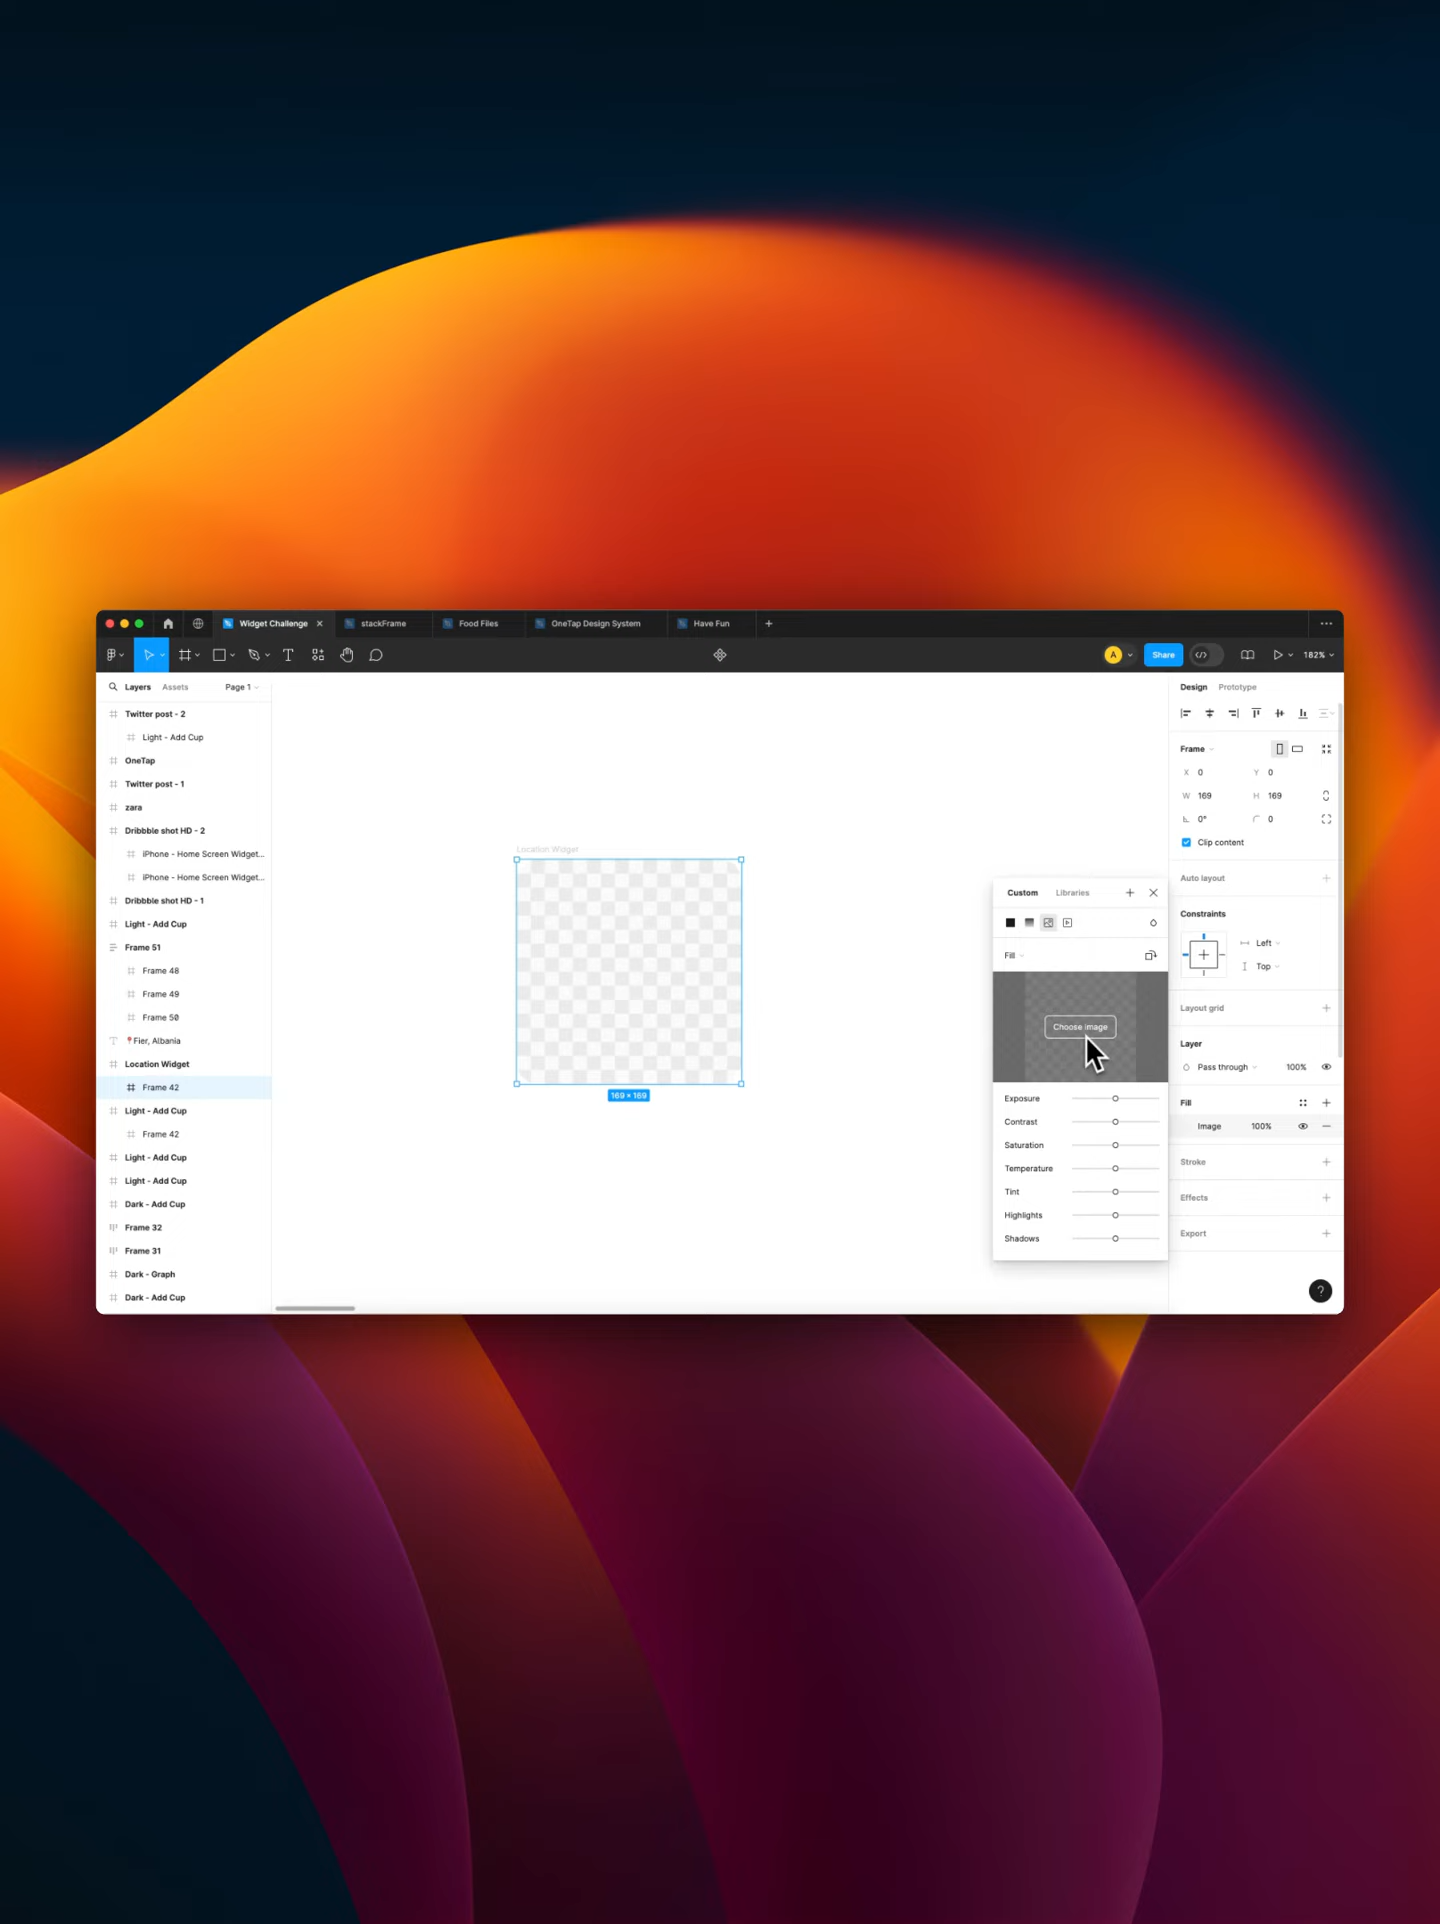 Widget Challenge
stackFrame
Food Files
OneTap Design System
Have Fun
A
Share
182%
Layers
Assets
Page 1
Twitter post - 2
Light - Add Cup
OneTap
Twitter post - 1
zara
Dribbble shot HD - 2
iPhone - Home Screen Widget...
iPhone - Home Screen Widget...
Dribbble shot HD - 1
Light - Add Cup
Frame 51
Frame 48
Frame 49
Frame 50
📍Fier, Albania
Location Widget
Frame 42
Light - Add Cup
Frame 42
Light - Add Cup
Light - Add Cup
Dark - Add Cup
Frame 32
Frame 31
Dark - Graph
Dark - Add Cup
Location Widget
169 × 169
Custom
Libraries
Fill
Choose image
Exposure
Contrast
Saturation
Temperature
Tint
Highlights
Shadows
Design
Prototype
Frame
X 0 Y 0
W 169 H 169
0° 0
Clip content
Auto layout
Constraints
Left
Top
Layout grid
Layer
Pass through 100%
Fill
Image 100%
Stroke
Effects
Export
?